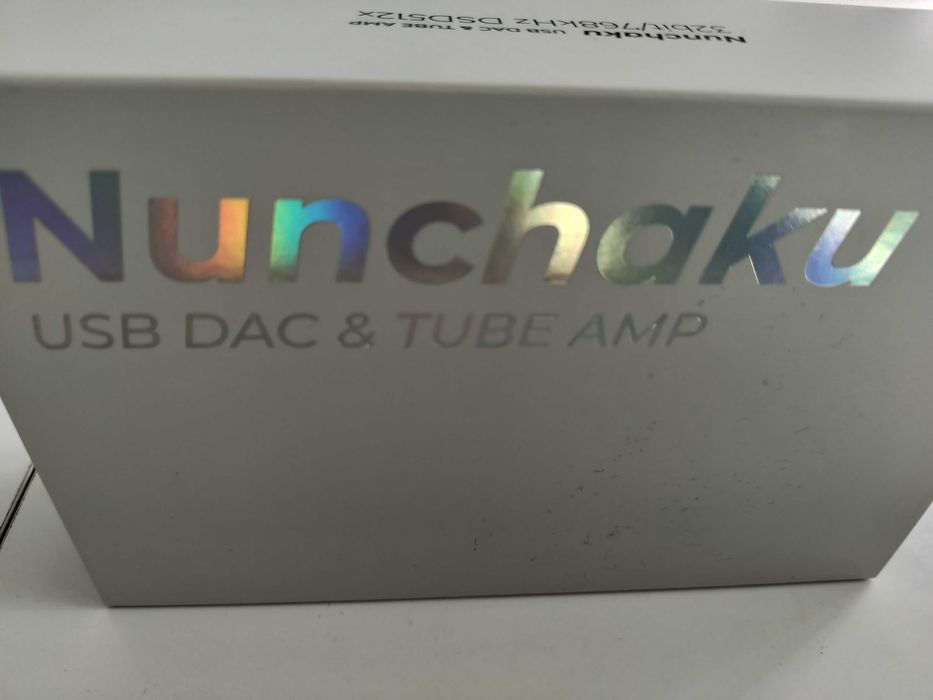 Nunchaku USB DAC & TUBE AMP
32bit/768kHz DSD512x
Nunchaku
USB DAC & TUBE AMP